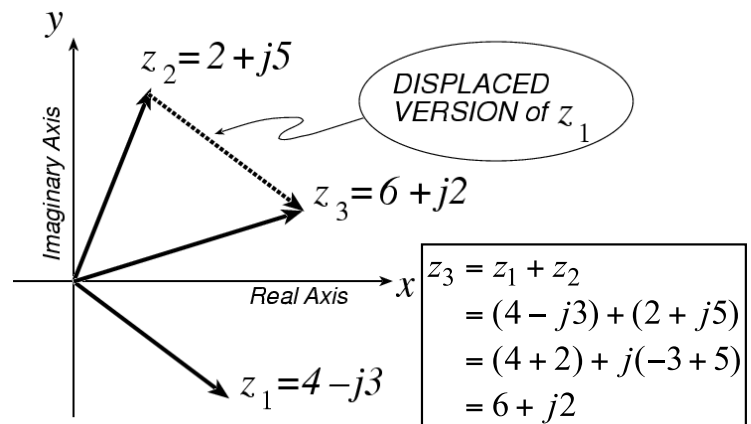 y
z₂=2+j5
DISPLACED
VERSION of z₁
Imaginary Axis
z₃=6+j2
x
Real Axis
z₁=4–j3
z₃ = z₁ + z₂
= (4 − j3) + (2 + j5)
= (4 + 2) + j(−3 + 5)
= 6 + j2